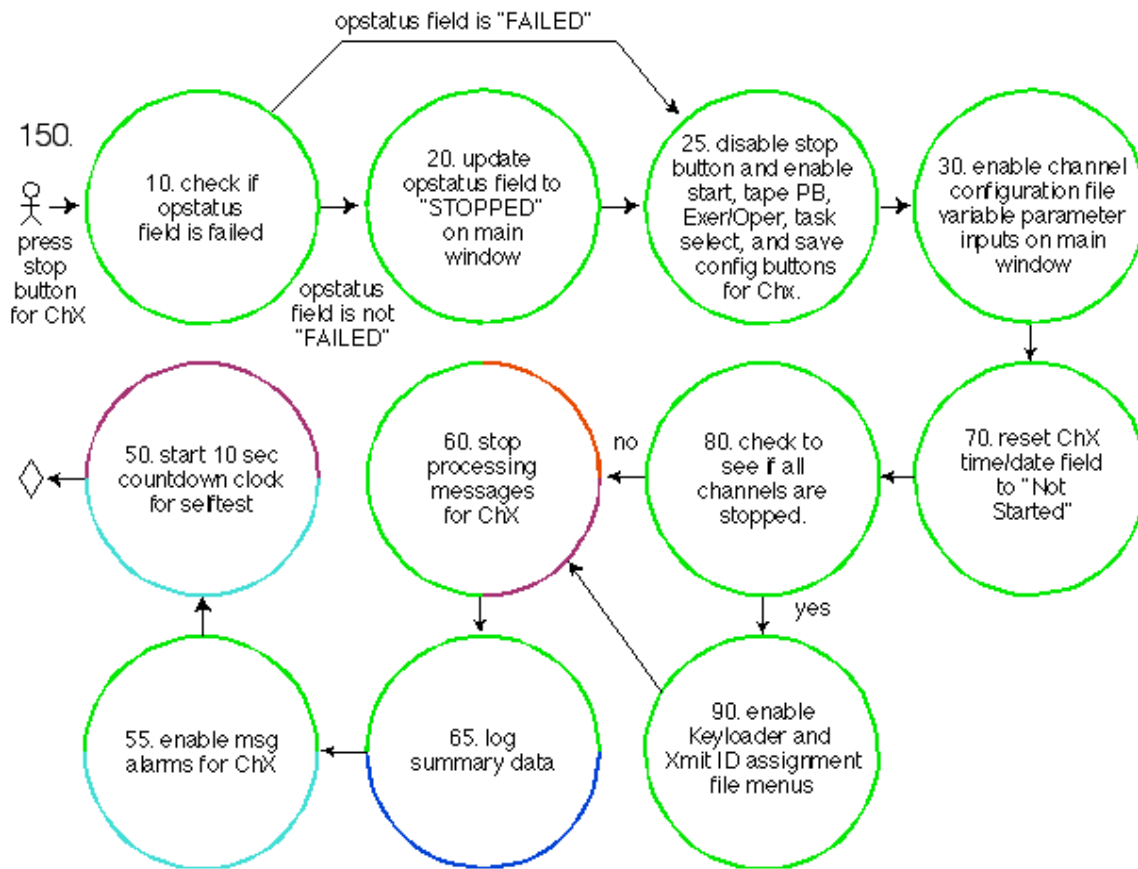 opstatus field is "FAILED"
150.
press
stop
button
for ChX
10. check if
opstatus
field is failed
opstatus
field is not
"FAILED"
20. update
opstatus field to
"STOPPED"
on main
window
25. disable stop
button and enable
start, tape PB,
Exer/Oper, task
select, and save
config buttons
for Chx.
30. enable channel
configuration file
variable parameter
inputs on main
window
50. start 10 sec
countdown clock
for selftest
60. stop
processing
messages
for ChX
no
80. check to
see if all
channels are
stopped.
70. reset ChX
time/date field
to "Not
Started"
yes
55. enable msg
alarms for ChX
65. log
summary data
90. enable
Keyloader and
Xmit ID assignment
file menus